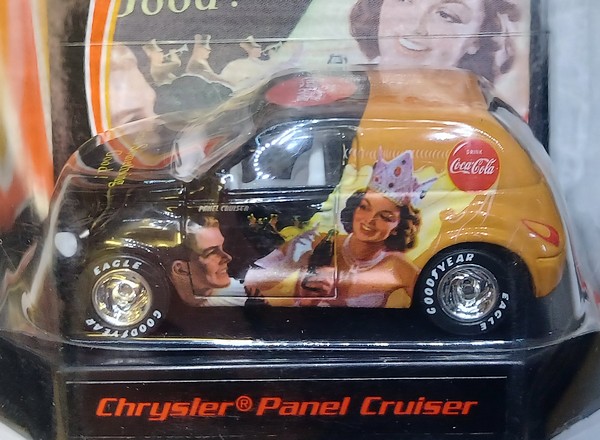 Good!
DRINK
Coca-Cola
PANEL CRUISER
EAGLE
GOODYEAR
GOODYEAR
EAGLE
Chrysler® Panel Cruiser